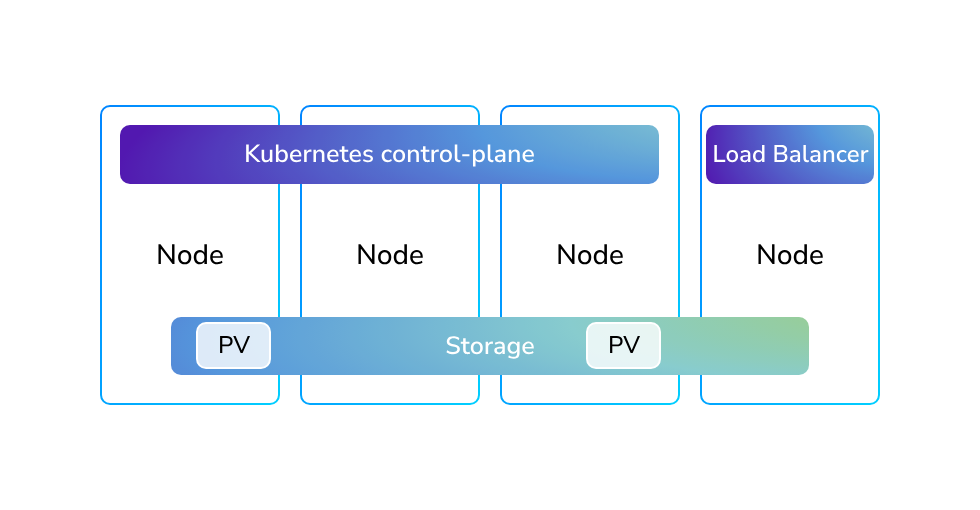 Kubernetes control-plane
Load Balancer
Node
Node
Node
Node
PV
Storage
PV